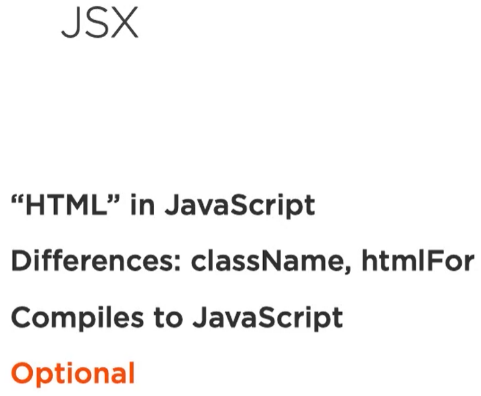 JSX
“HTML” in JavaScript
Differences: className, htmlFor
Compiles to JavaScript
Optional